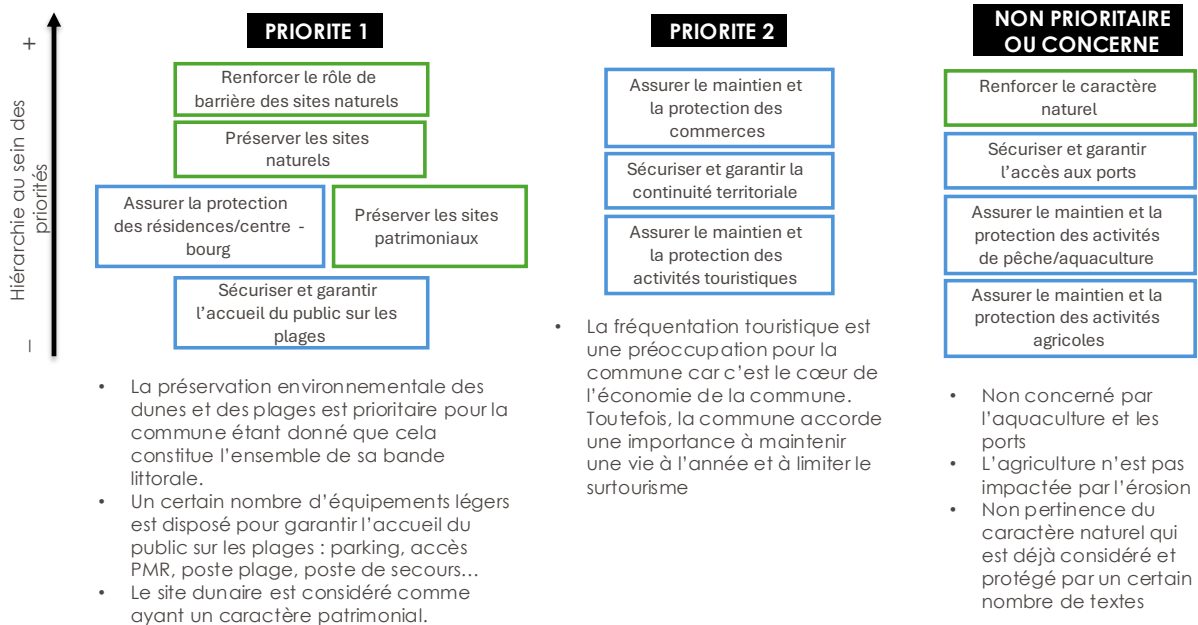 +
Hiérarchie au sein des
priorités
–
PRIORITE 1
Renforcer le rôle de
barrière des sites naturels
Préserver les sites
naturels
Assurer la protection
des résidences/centre -
bourg
Préserver les sites
patrimoniaux
Sécuriser et garantir
l’accueil du public sur les
plages
• La préservation environnementale des
dunes et des plages est prioritaire pour la
commune étant donné que cela
constitue l’ensemble de sa bande
littorale.
• Un certain nombre d’équipements légers
est disposé pour garantir l’accueil du
public sur les plages : parking, accès
PMR, poste plage, poste de secours…
• Le site dunaire est considéré comme
ayant un caractère patrimonial.
PRIORITE 2
Assurer le maintien et
la protection des
commerces
Sécuriser et garantir la
continuité territoriale
Assurer le maintien et
la protection des
activités touristiques
• La fréquentation touristique est
une préoccupation pour la
commune car c’est le cœur de
l’économie de la commune.
Toutefois, la commune accorde
une importance à maintenir
une vie à l’année et à limiter le
surtourisme
NON PRIORITAIRE
OU CONCERNE
Renforcer le caractère
naturel
Sécuriser et garantir
l’accès aux ports
Assurer le maintien et la
protection des activités
de pêche/aquaculture
Assurer le maintien et la
protection des activités
agricoles
• Non concerné par
l’aquaculture et les
ports
• L’agriculture n’est pas
impactée par l’érosion
• Non pertinence du
caractère naturel qui
est déjà considéré et
protégé par un certain
nombre de textes